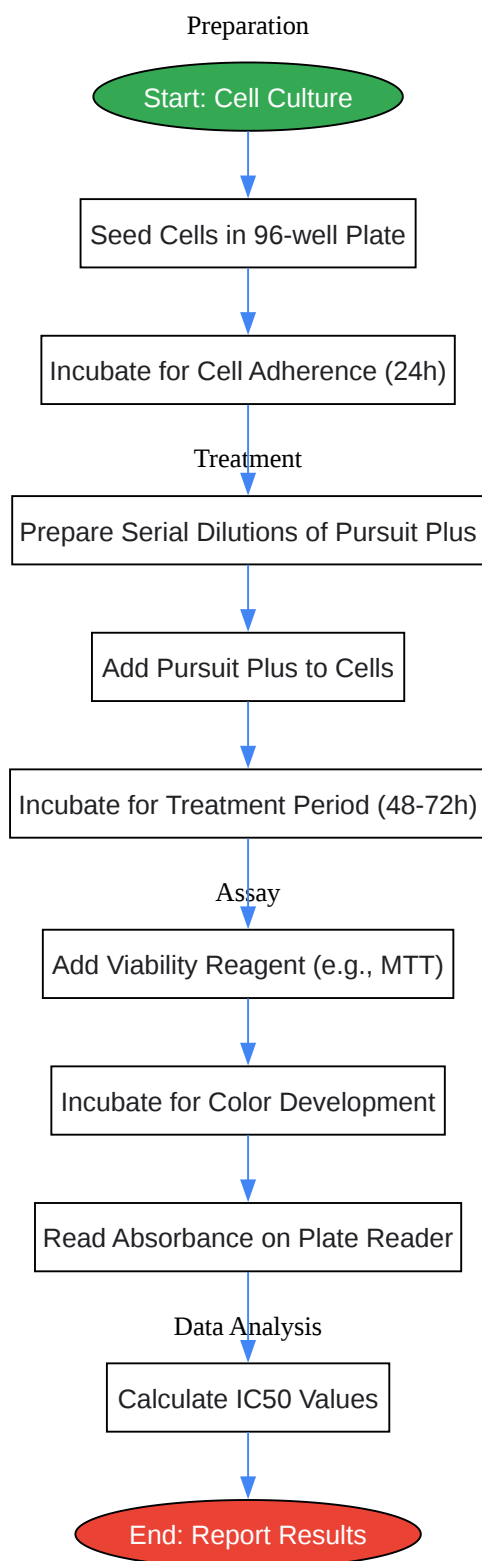 Preparation
Start: Cell Culture
Seed Cells in 96-well Plate
Incubate for Cell Adherence (24h)
Treatment
Prepare Serial Dilutions of Pursuit Plus
Add Pursuit Plus to Cells
Incubate for Treatment Period (48-72h)
Assay
Add Viability Reagent (e.g., MTT)
Incubate for Color Development
Read Absorbance on Plate Reader
Data Analysis
Calculate IC50 Values
End: Report Results